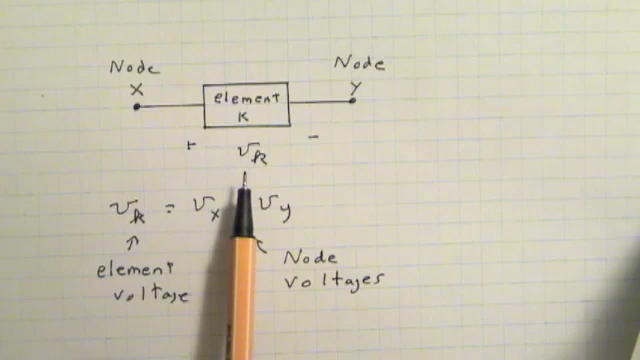 Node Node
X Y
element
K
+ v_k −
v_k = v_x v_y
element Node
voltage voltages